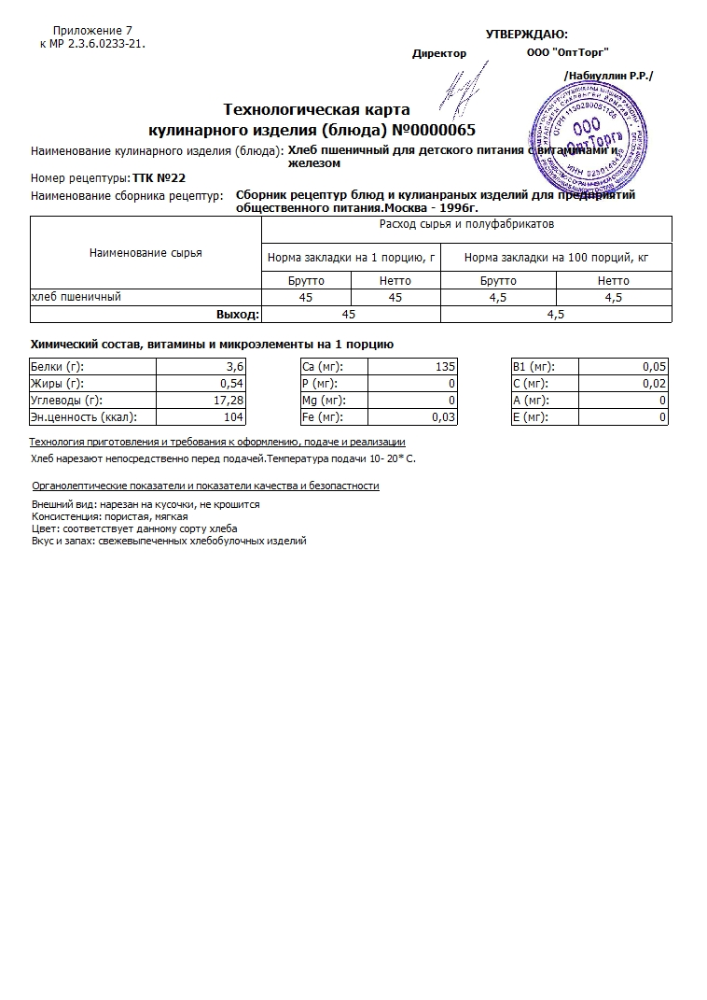 Приложение 7
к МР 2.3.6.0233-21.
УТВЕРЖДАЮ:
Директор ООО "ОптТорг"
/Набиуллин Р.Р./
ООО
«ОптТорг»
Технологическая карта
кулинарного изделия (блюда) №0000065
Наименование кулинарного изделия (блюда): Хлеб пшеничный для детского питания с витаминами и
железом
Номер рецептуры: ТТК №22
Наименование сборника рецептур: Сборник рецептур блюд и кулианраных изделий для предприятий
общественного питания.Москва - 1996г.
Наименование сырья
Расход сырья и полуфабрикатов
Норма закладки на 1 порцию, г Норма закладки на 100 порций, кг
Брутто Нетто Брутто Нетто
хлеб пшеничный 45 45 4,5 4,5
Выход: 45 4,5
Химический состав, витамины и микроэлементы на 1 порцию
Белки (г): 3,6 Ca (мг): 135 B1 (мг): 0,05
Жиры (г): 0,54 P (мг): 0 C (мг): 0,02
Углеводы (г): 17,28 Mg (мг): 0 A (мг): 0
Эн.ценность (ккал): 104 Fe (мг): 0,03 E (мг): 0
Технология приготовления и требования к оформлению, подаче и реализации
Хлеб нарезают непосредственно перед подачей.Температура подачи 10- 20* С.
Органолептические показатели и показатели качества и безопастности
Внешний вид: нарезан на кусочки, не крошится
Консистенция: пористая, мягкая
Цвет: соответствует данному сорту хлеба
Вкус и запах: свежевыпеченных хлебобулочных изделий